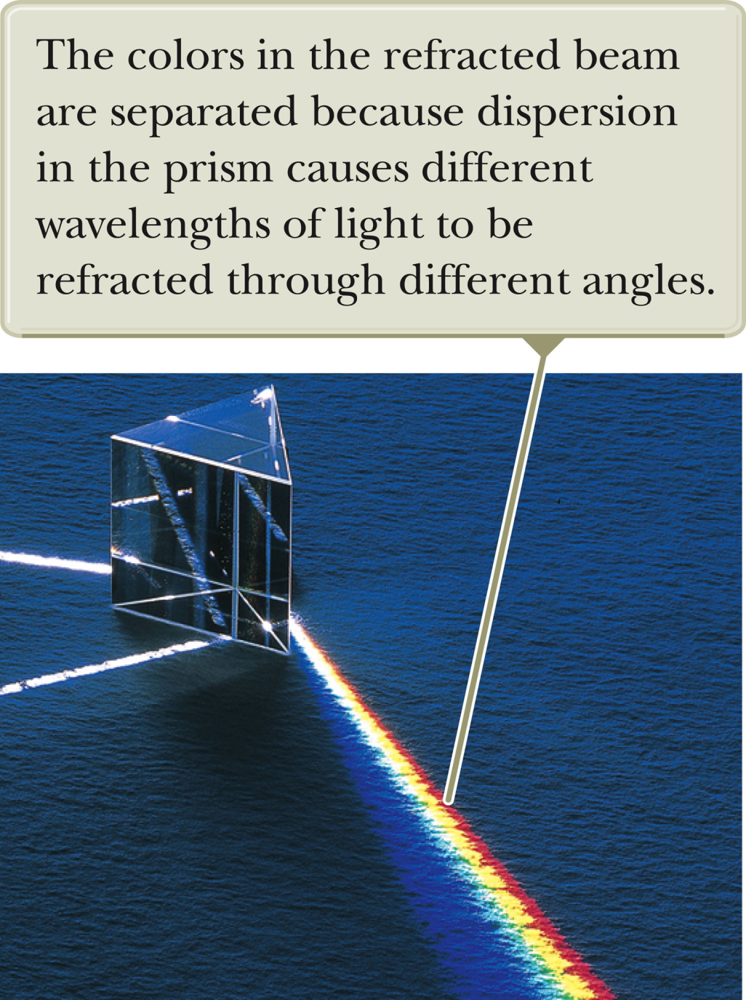 The colors in the refracted beam
are separated because dispersion
in the prism causes different
wavelengths of light to be
refracted through different angles.